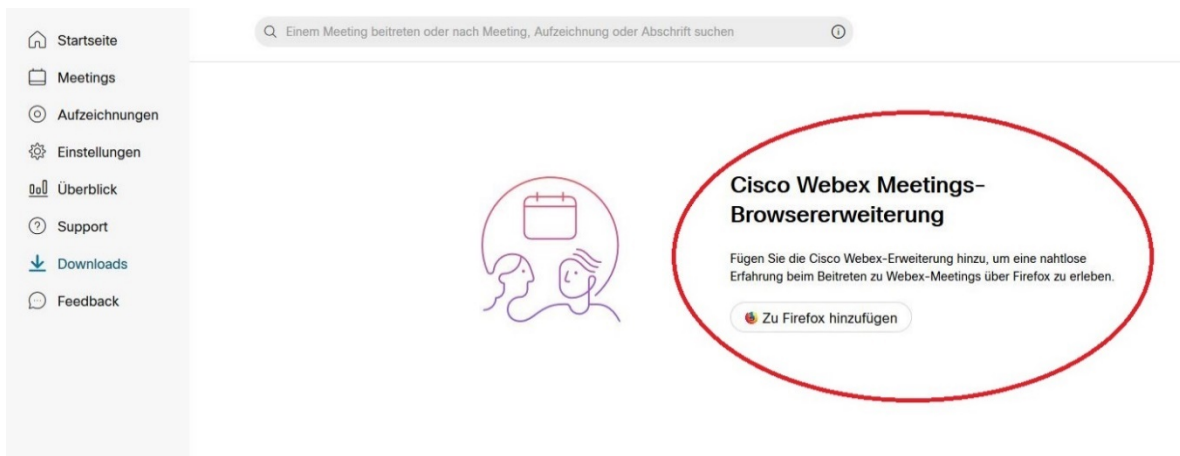 Startseite
Meetings
Aufzeichnungen
Einstellungen
Überblick
Support
Downloads
Feedback
Einem Meeting beitreten oder nach Meeting, Aufzeichnung oder Abschrift suchen
Cisco Webex Meetings-
Browsererweiterung
Fügen Sie die Cisco Webex-Erweiterung hinzu, um eine nahtlose
Erfahrung beim Beitreten zu Webex-Meetings über Firefox zu erleben.
Zu Firefox hinzufügen